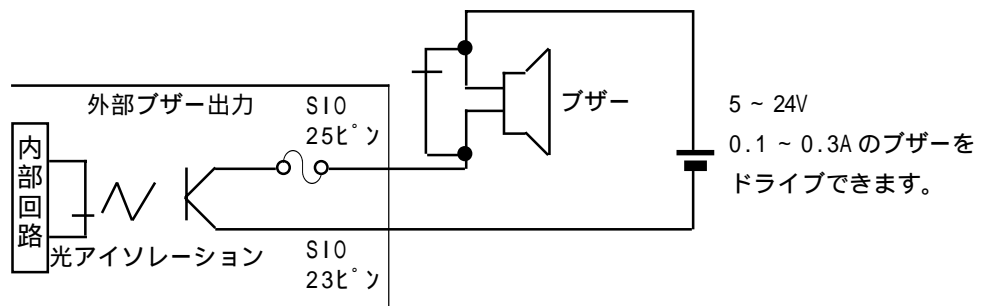 外部ブザー出力
SIO
25ピン
ブザー
5 ~ 24V
0.1 ~ 0.3A のブザーを
ドライブできます。
内部回路
光アイソレーション
SIO
23ピン